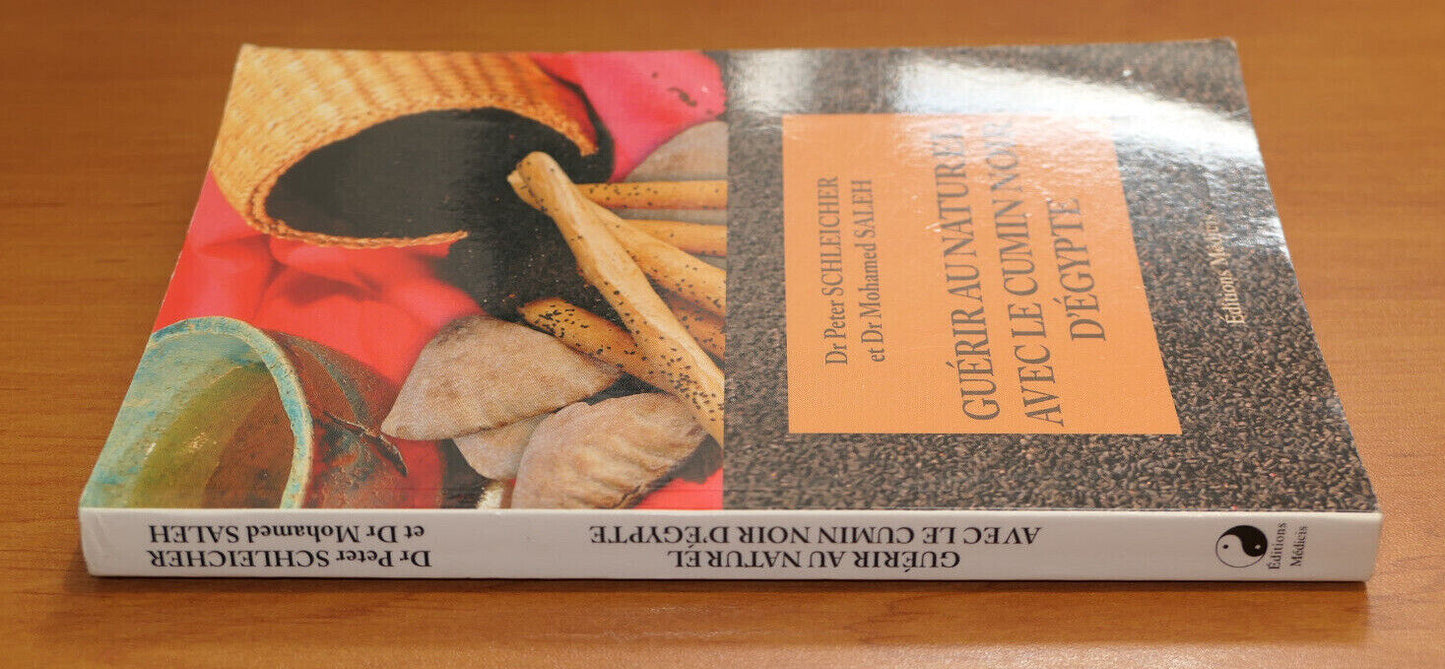 Dr Peter SCHLEICHER
et Dr Mohamed SALEH
GUÉRIR AU NATUREL
AVEC LE CUMIN NOIR
D'ÉGYPTE
Éditions Médicis
Dr Peter SCHLEICHER
et Dr Mohamed SALEH
GUÉRIR AU NATUREL
AVEC LE CUMIN NOIR D'ÉGYPTE
Éditions
Médicis